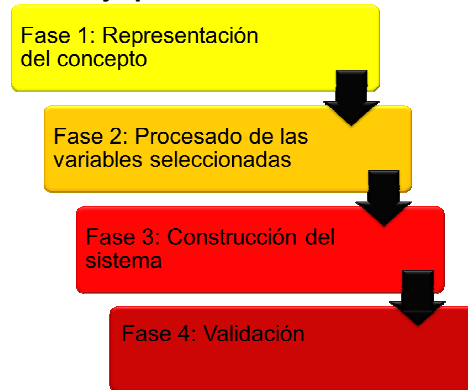 Fase 1: Representación
del concepto
Fase 2: Procesado de las
variables seleccionadas
Fase 3: Construcción del
sistema
Fase 4: Validación